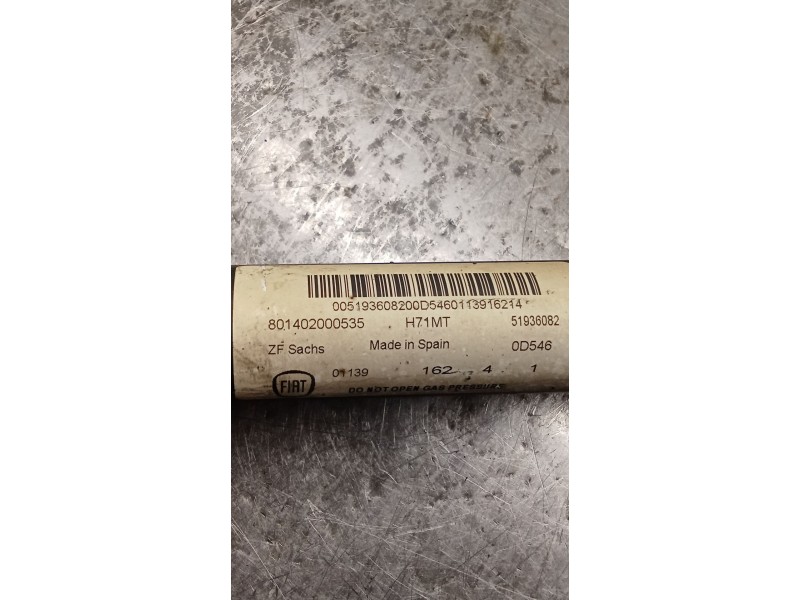 005193608200D5460113916214
801402000535 H71MT 51936082
ZF Sachs Made in Spain 0D546
01139 162 4 1
FIAT DO NOT OPEN GAS PRESSURE